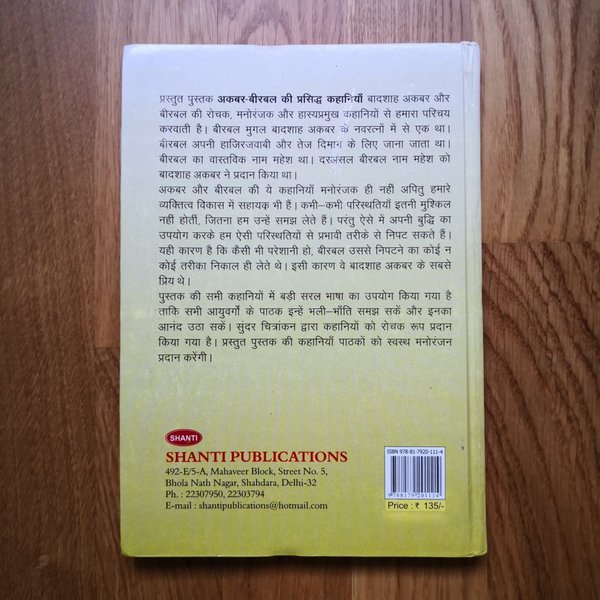 प्रस्तुत पुस्तक अकबर-बीरबल की प्रसिद्ध कहानियाँ बादशाह अकबर और
बीरबल की रोचक, मनोरंजक और हास्यप्रमुख कहानियों से हमारा परिचय
करवाती है। बीरबल मुगल बादशाह अकबर के नवरत्नों में से एक था।
बीरबल अपनी हाजिरजवाबी और तेज दिमाग के लिए जाना जाता था।
बीरबल का वास्तविक नाम महेश था। दरअसल बीरबल नाम महेश को
बादशाह अकबर ने प्रदान किया था।
अकबर और बीरबल की ये कहानियाँ मनोरंजक ही नहीं अपितु हमारे
व्यक्तित्व विकास में सहायक भी हैं। कभी-कभी परिस्थतियाँ इतनी मुश्किल
नहीं होतीं, जितना हम उन्हें समझ लेते हैं। परंतु ऐसे में अपनी बुद्धि का
उपयोग करके हम ऐसी परिस्थतियों से प्रभावी तरीके से निपट सकते हैं।
यही कारण है कि कैसी भी परेशानी हो, बीरबल उससे निपटने का कोई न
कोई तरीका निकाल ही लेते थे। इसी कारण वे बादशाह अकबर के सबसे
प्रिय थे।
पुस्तक की सभी कहानियों में बड़ी सरल भाषा का उपयोग किया गया है
ताकि सभी आयुवर्गों के पाठक इन्हें भली-भाँति समझ सकें और इनका
आनंद उठा सकें। सुंदर चित्रांकन द्वारा कहानियों को रोचक रूप प्रदान
किया गया है। प्रस्तुत पुस्तक की कहानियाँ पाठकों को स्वस्थ मनोरंजन
प्रदान करेंगी।
SHANTI
SHANTI PUBLICATIONS
492-E/5-A, Mahaveer Block, Street No. 5,
Bhola Nath Nagar, Shahdara, Delhi-32
Ph. : 22307950, 22303794
E-mail : shantipublications@hotmail.com
ISBN 978-81-7920-111-4
9 788179 201114
Price : ₹ 135/-